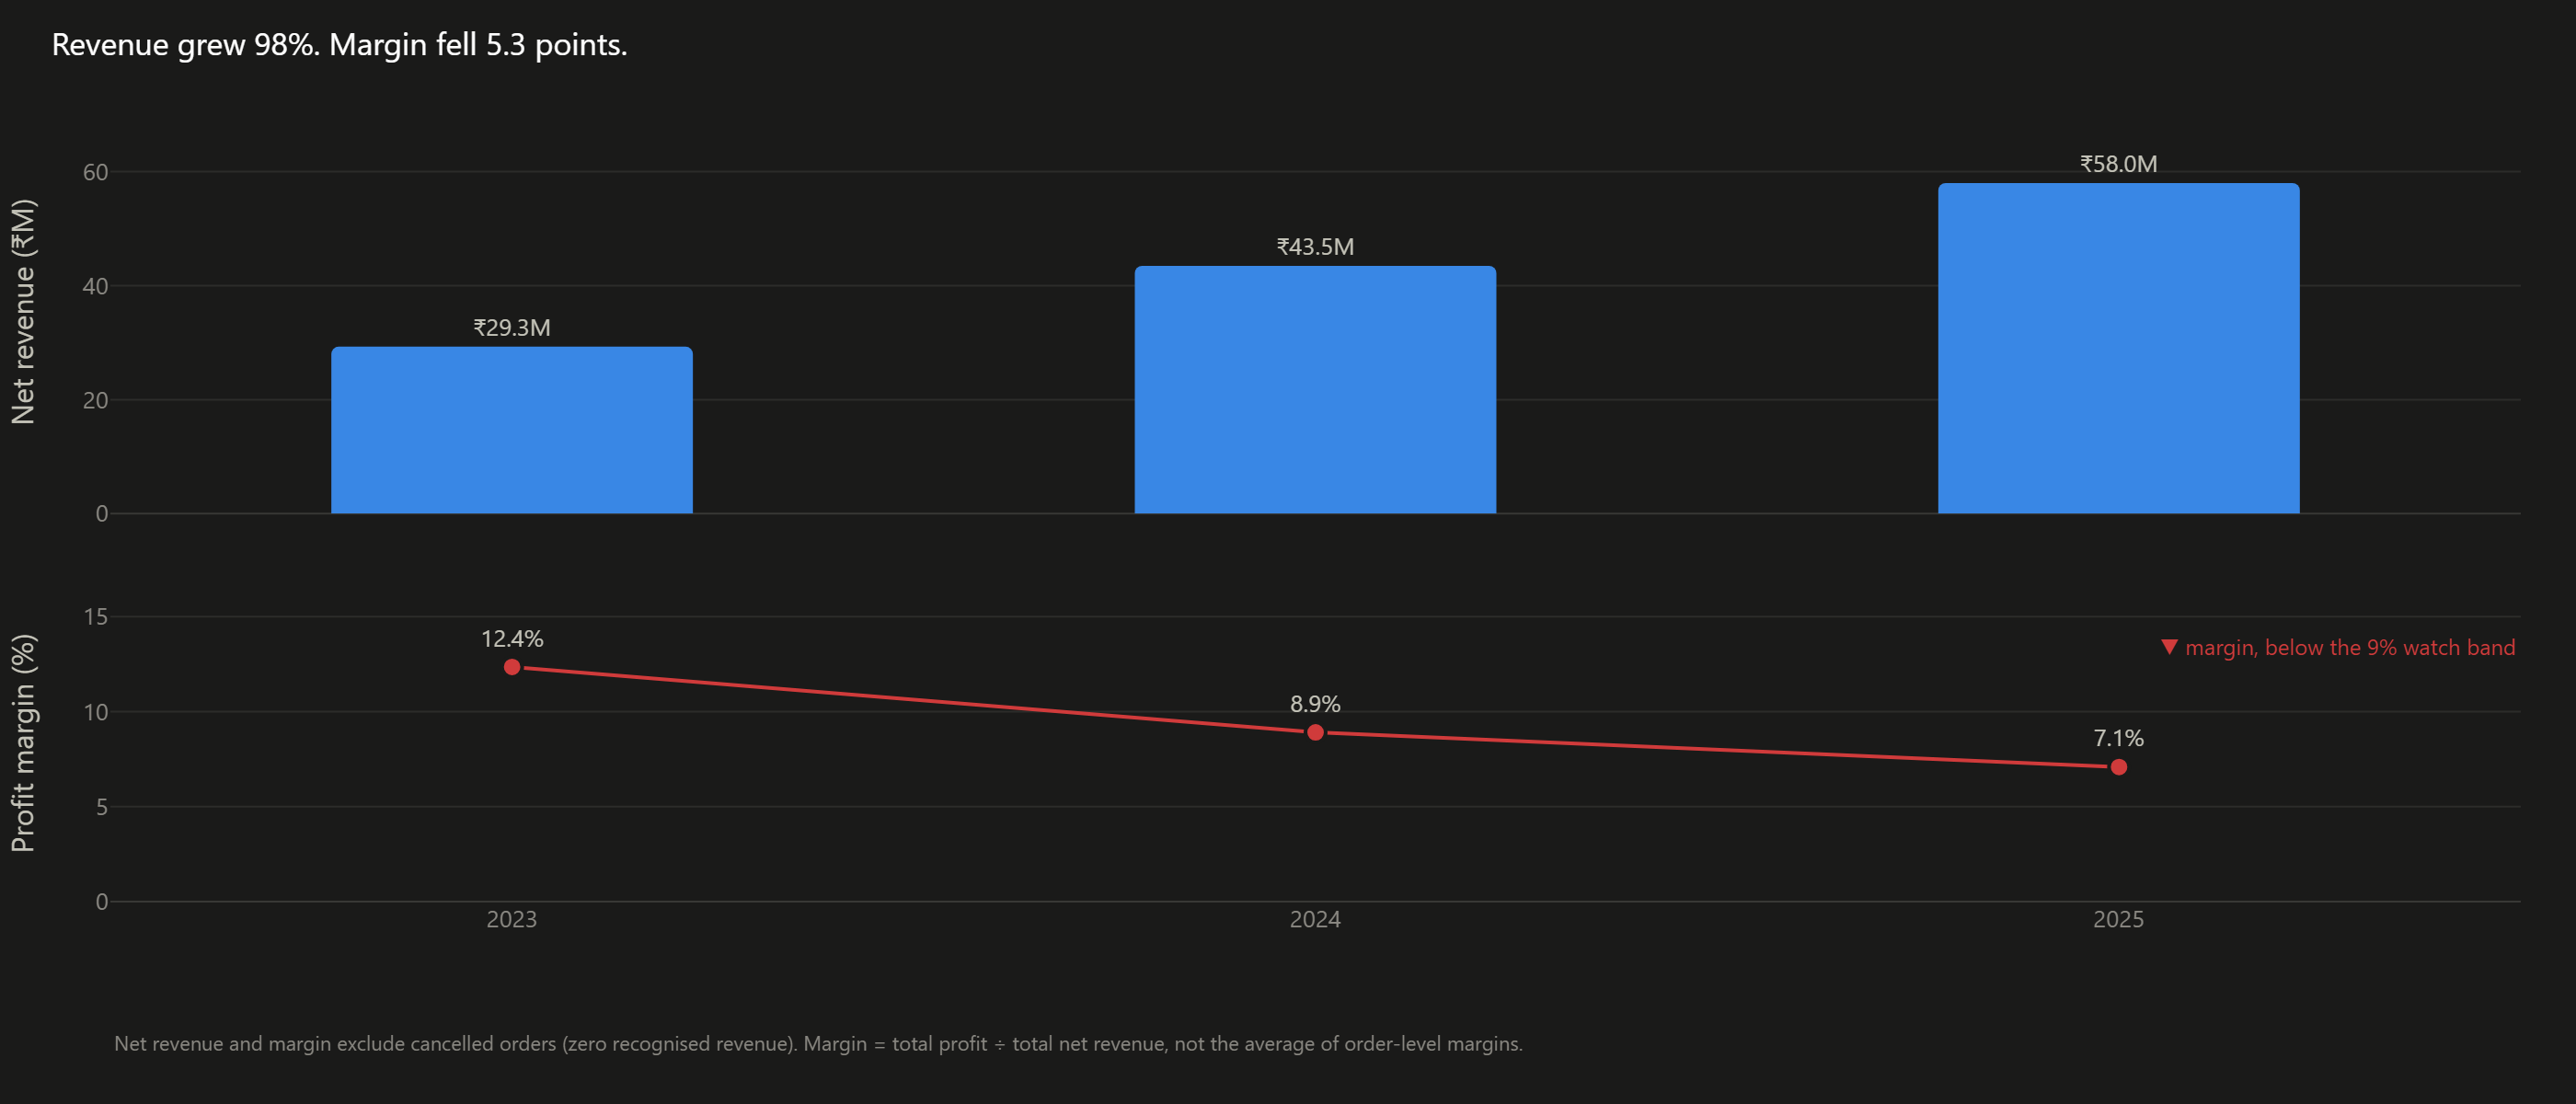 Revenue grew 98%. Margin fell 5.3 points.
Net revenue (₹M)
60
40
20
0
₹29.3M
₹43.5M
₹58.0M
Profit margin (%)
15
10
5
0
12.4%
8.9%
7.1%
▼ margin, below the 9% watch band
2023
2024
2025
Net revenue and margin exclude cancelled orders (zero recognised revenue). Margin = total profit ÷ total net revenue, not the average of order-level margins.